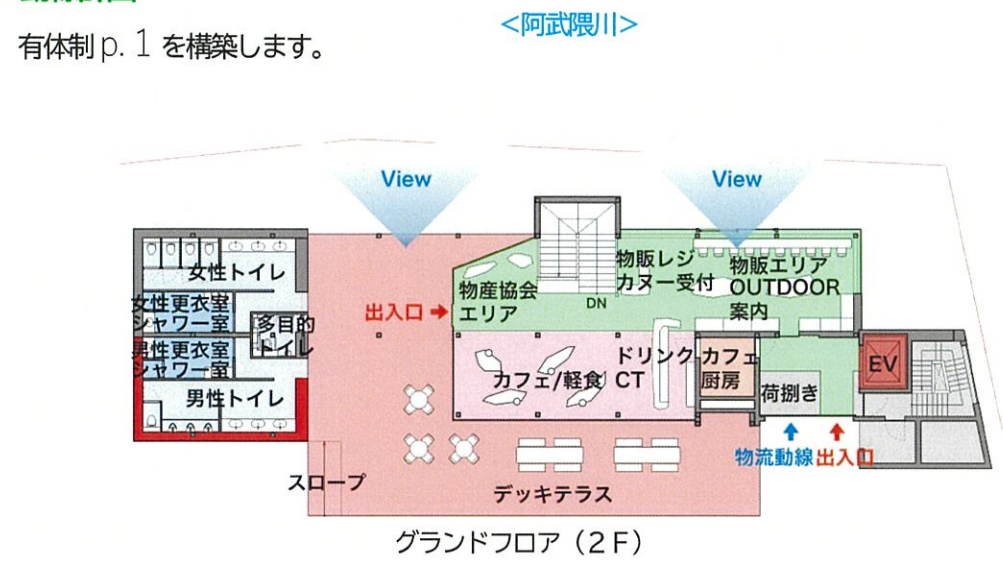 <阿武隈川>
有体制p. 1 を構築します。
View
View
女性トイレ
女性更衣室
シャワー室
多目的
トイレ
男性更衣室
シャワー室
男性トイレ
出入口
物産協会
エリア
DN
物販レジ
カヌー受付
物販エリア
OUTDOOR
案内
カフェ/軽食
ドリンク
CT
カフェ
厨房
荷捌き
EV
物流動線
出入口
スロープ
デッキテラス
グランドフロア（２Ｆ）